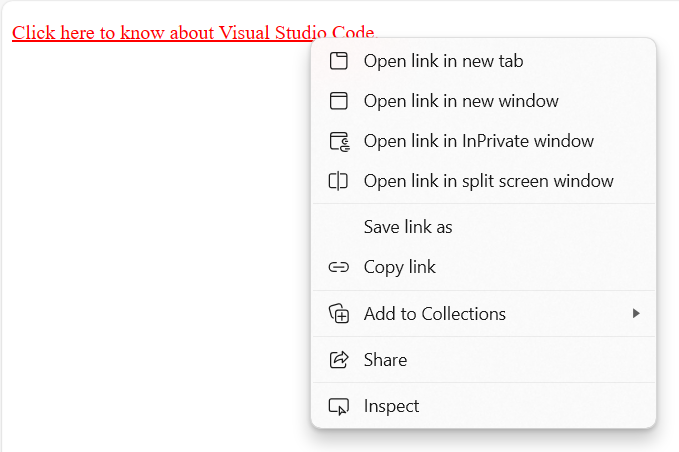 Click here to know about Visual Studio Code.
Open link in new tab
Open link in new window
Open link in InPrivate window
Open link in split screen window
Save link as
Copy link
Add to Collections
Share
Inspect